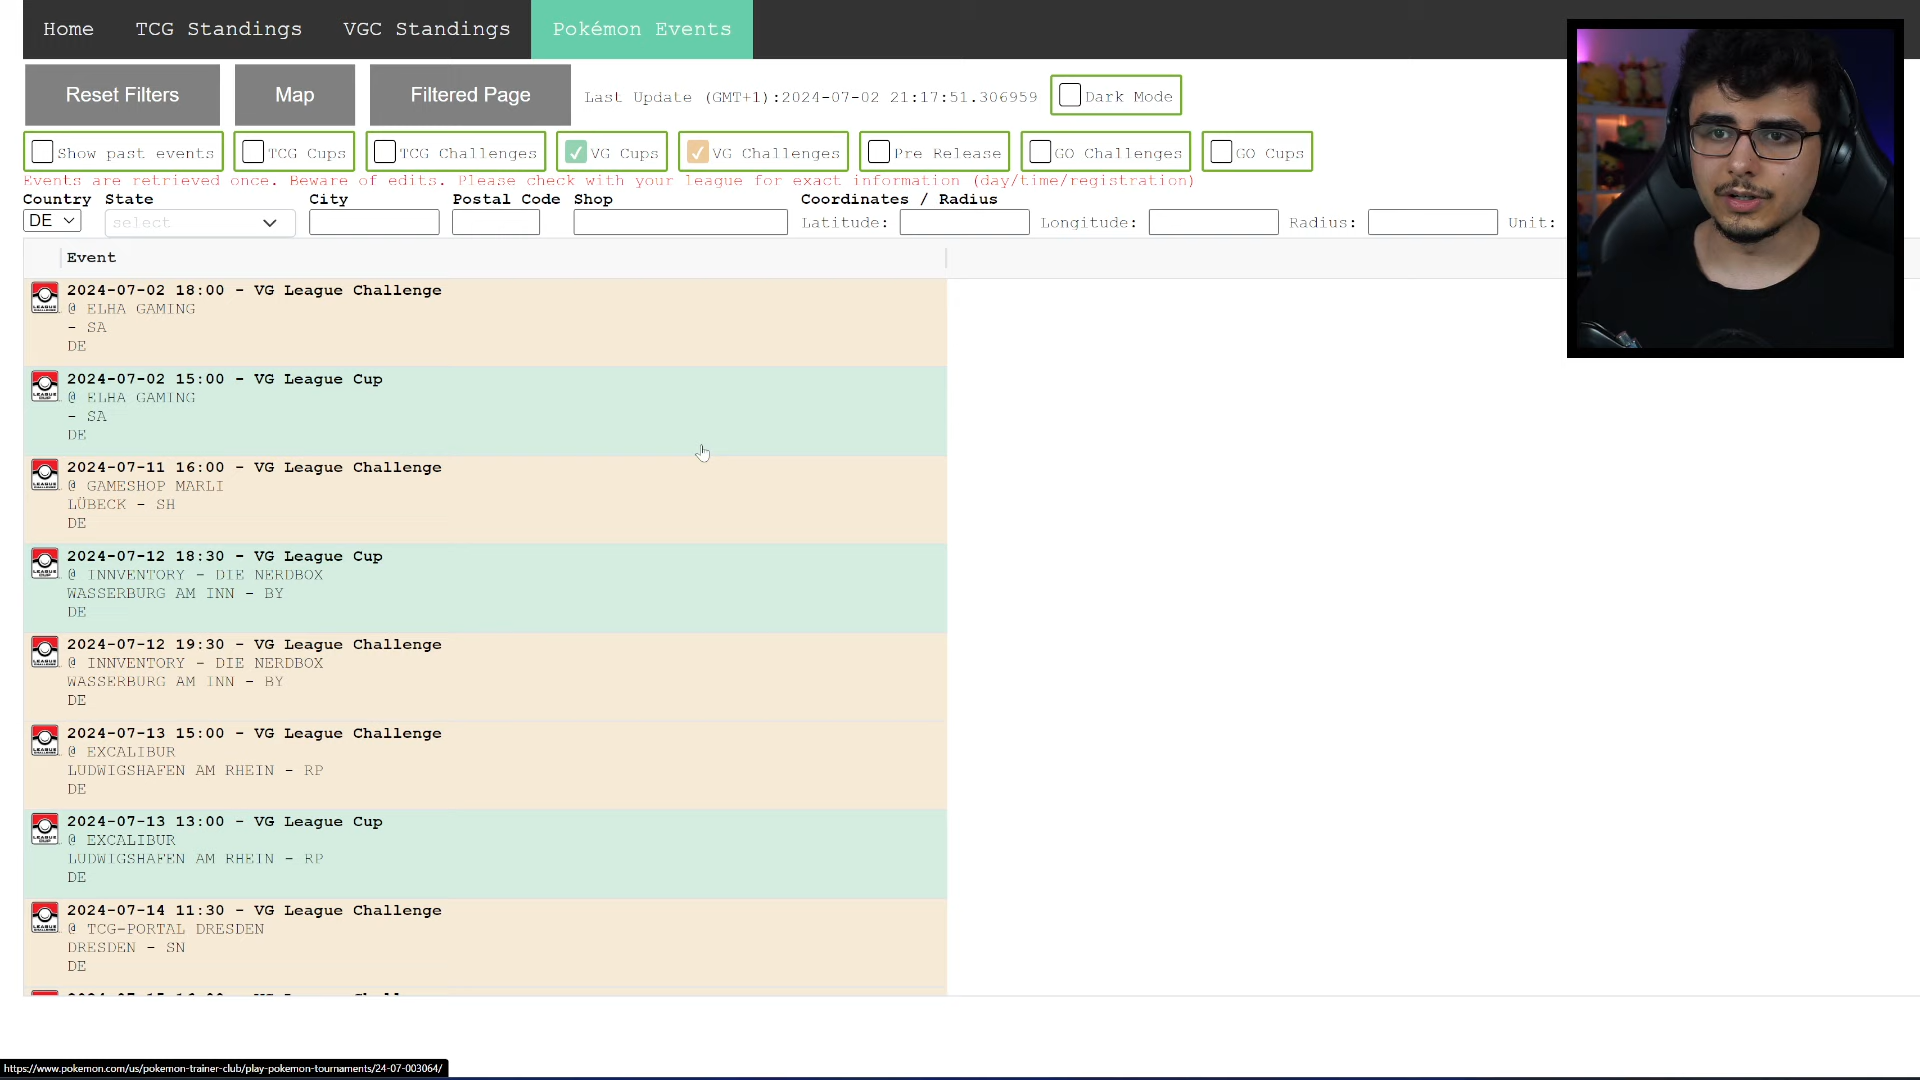 Home TCG Standings VGC Standings Pokémon Events
Reset Filters Map Filtered Page Last Update (GMT+1):2024-07-02 21:17:51.306959 Dark Mode
Show past events TCG Cups TCG Challenges VG Cups VG Challenges Pre Release GO Challenges GO Cups
Events are retrieved once. Beware of edits. Please check with your league for exact information (day/time/registration)
Country State City Postal Code Shop Coordinates / Radius
DE select Latitude: Longitude: Radius: Unit:
Event
2024-07-02 18:00 - VG League Challenge
@ ELHA GAMING
- SA
DE
2024-07-02 15:00 - VG League Cup
@ ELHA GAMING
- SA
DE
2024-07-11 16:00 - VG League Challenge
@ GAMESHOP MARLI
LÜBECK - SH
DE
2024-07-12 18:30 - VG League Cup
@ INNVENTORY - DIE NERDBOX
WASSERBURG AM INN - BY
DE
2024-07-12 19:30 - VG League Challenge
@ INNVENTORY - DIE NERDBOX
WASSERBURG AM INN - BY
DE
2024-07-13 15:00 - VG League Challenge
@ EXCALIBUR
LUDWIGSHAFEN AM RHEIN - RP
DE
2024-07-13 13:00 - VG League Cup
@ EXCALIBUR
LUDWIGSHAFEN AM RHEIN - RP
DE
2024-07-14 11:30 - VG League Challenge
@ TCG-PORTAL DRESDEN
DRESDEN - SN
DE
https://www.pokemon.com/us/pokemon-trainer-club/play-pokemon-tournaments/24-07-003064/